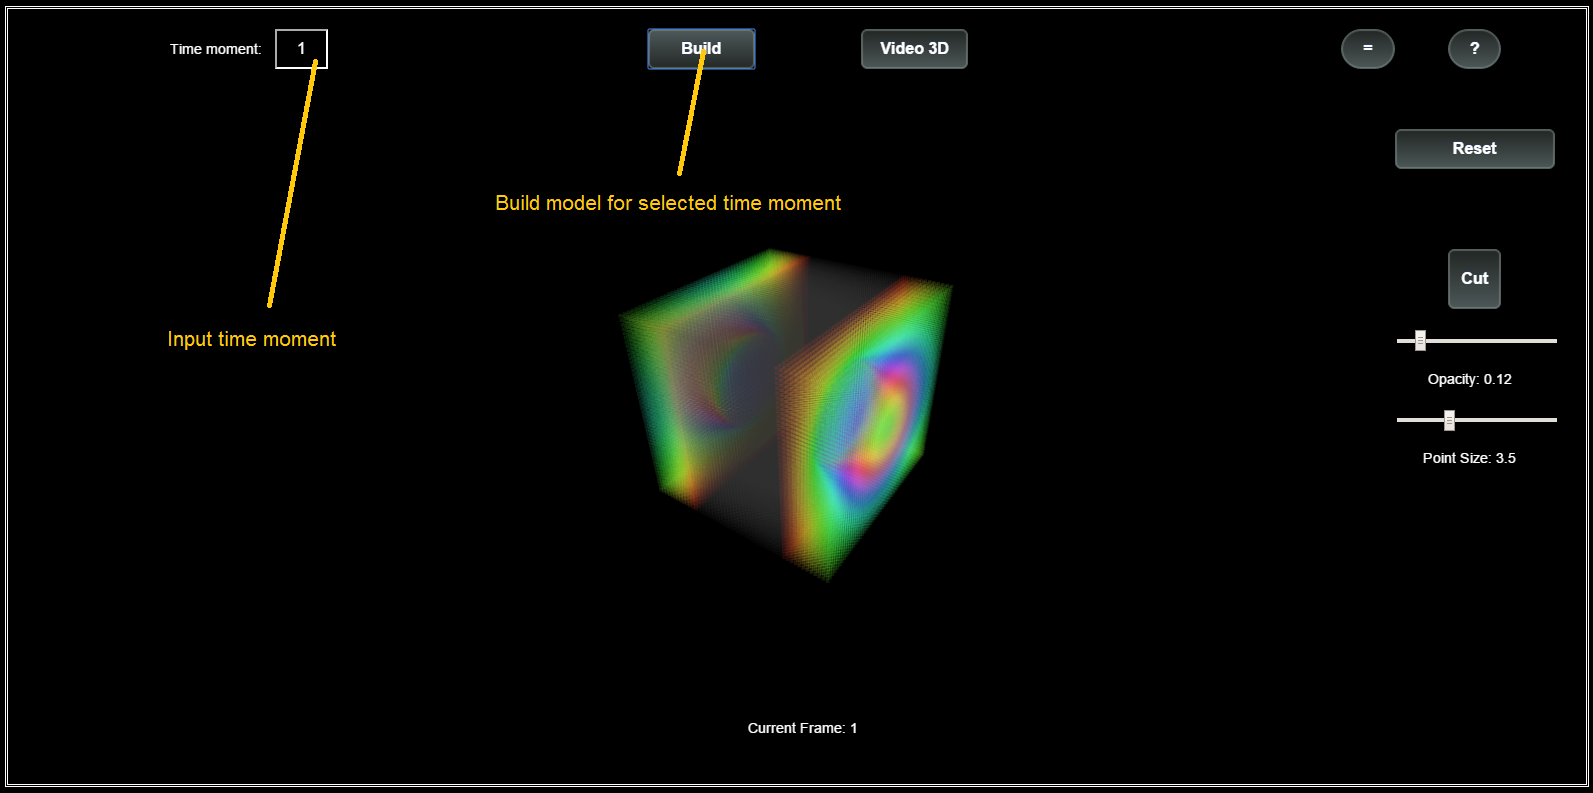 Time moment: 1
Build
Video 3D
=
?
Reset
Build model for selected time moment
Cut
Input time moment
Opacity: 0.12
Point Size: 3.5
Current Frame: 1